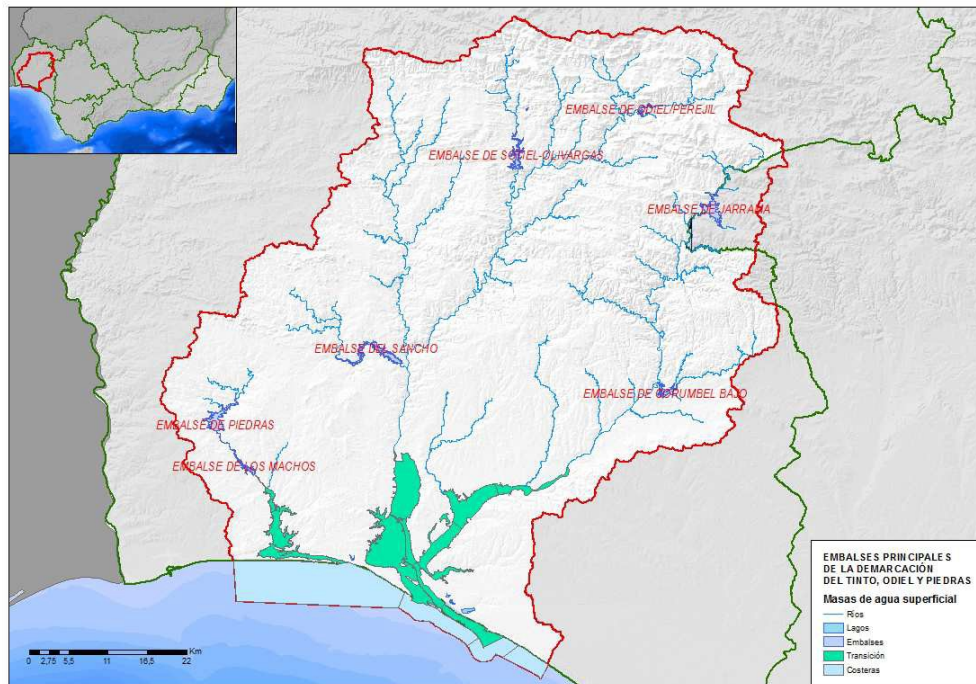 EMBALSE DE ODIEL/PEREJIL
EMBALSE DE SOTIEL-OLIVARGAS
EMBALSE DE JARRAMA
EMBALSE DEL SANCHO
EMBALSE DE CORUMBEL BAJO
EMBALSE DE PIEDRAS
EMBALSE DE LOS MACHOS
EMBALSES PRINCIPALES
DE LA DEMARCACIÓN
DEL TINTO, ODIEL Y PIEDRAS
Masas de agua superficial
Ríos
Lagos
Embalses
Transición
Costeras
Km
0 2,75 5,5 11 16,5 22